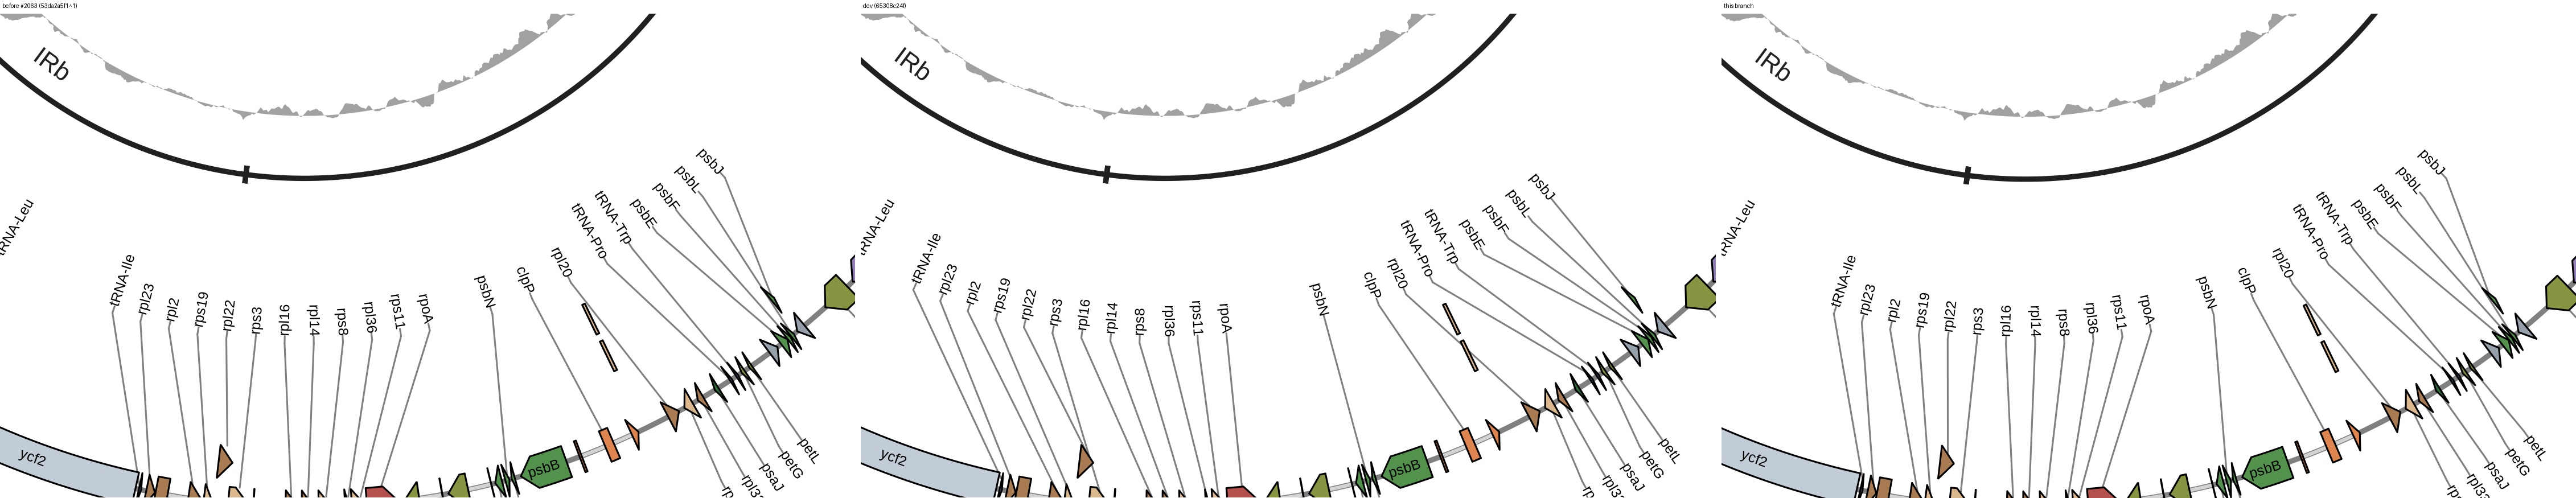 before #2063 (53da2a5f1^1)
IRb
tRNA-Leu
tRNA-Ile
rpl23
rpl2
rps19
rpl22
rps3
rpl16
rpl14
rps8
rpl36
rps11
rpoA
psbN
clpP
rpl20
tRNA-Pro
tRNA-Trp
psbE
psbF
psbL
psbJ
ycf2
psbB
petL
petG
psaJ
dev (65308c24f)
IRb
tRNA-Leu
tRNA-Ile
rpl23
rpl2
rps19
rpl22
rps3
rpl16
rpl14
rps8
rpl36
rps11
rpoA
psbN
clpP
rpl20
tRNA-Pro
tRNA-Trp
psbE
psbF
psbL
psbJ
ycf2
psbB
petL
petG
psaJ
this branch
IRb
tRNA-Leu
tRNA-Ile
rpl23
rpl2
rps19
rpl22
rps3
rpl16
rpl14
rps8
rpl36
rps11
rpoA
psbN
clpP
rpl20
tRNA-Pro
tRNA-Trp
psbE
psbF
psbL
psbJ
ycf2
psbB
petL
petG
psaJ